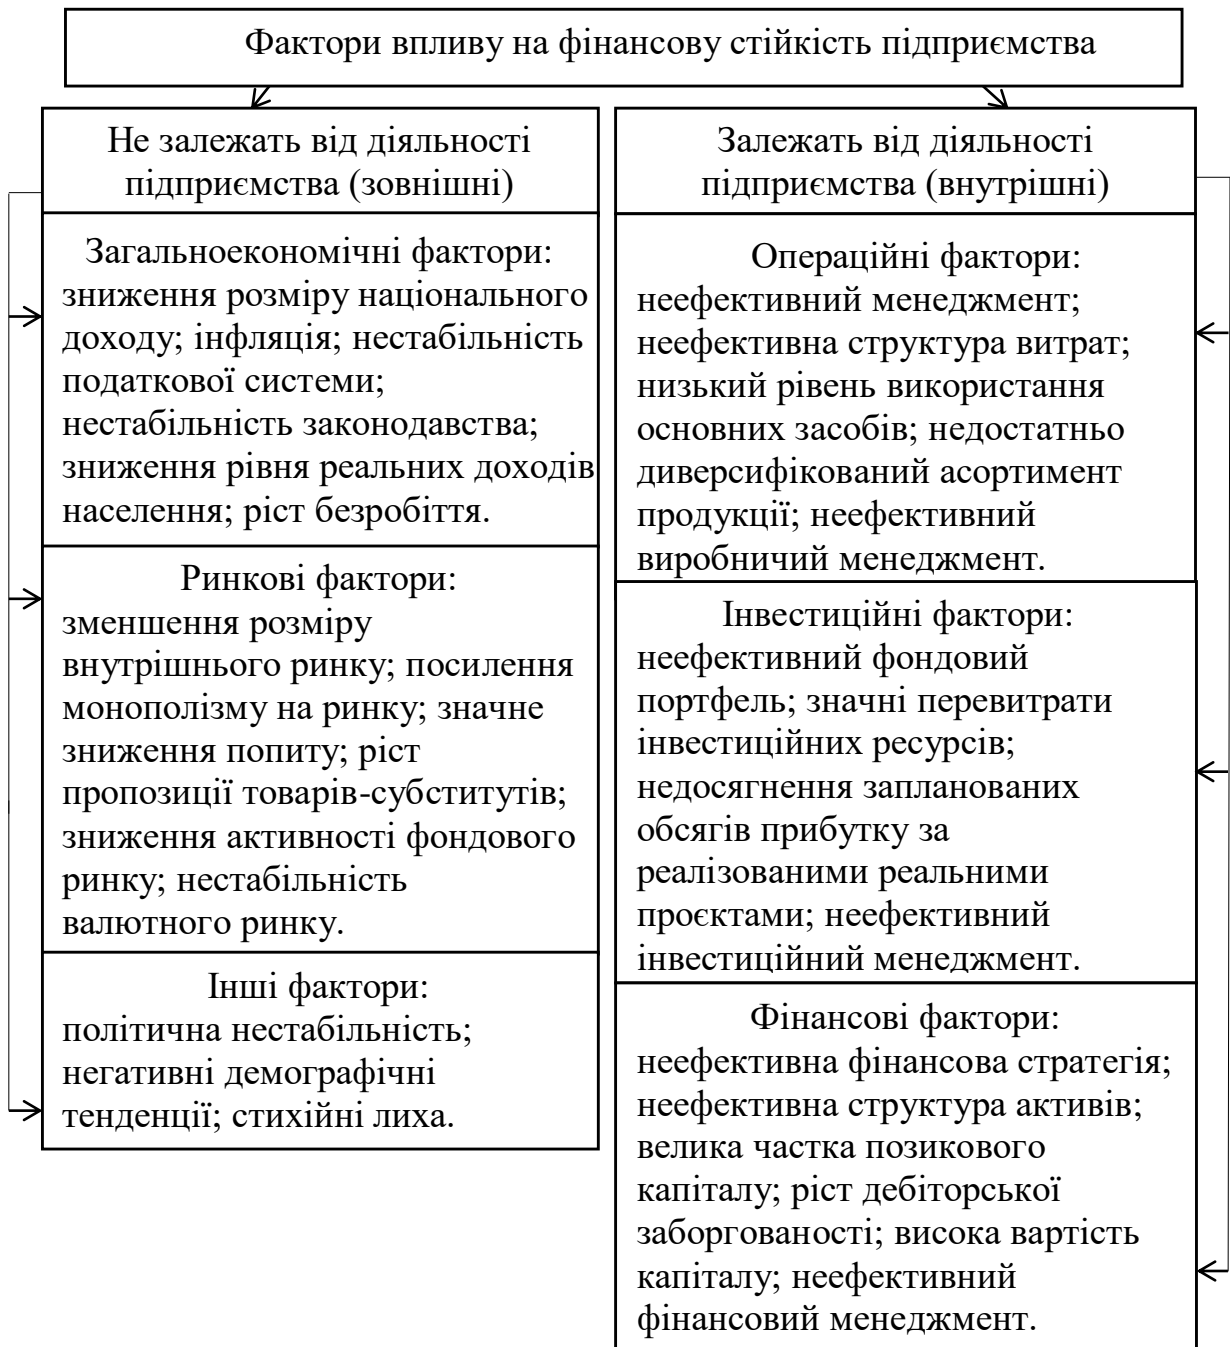 Фактори впливу на фінансову стійкість підприємства
Не залежать від діяльності
підприємства (зовнішні)
Загальноекономічні фактори:
зниження розміру національного
доходу; інфляція; нестабільність
податкової системи;
нестабільність законодавства;
зниження рівня реальних доходів
населення; ріст безробіття.
Ринкові фактори:
зменшення розміру
внутрішнього ринку; посилення
монополізму на ринку; значне
зниження попиту; ріст
пропозиції товарів-субститутів;
зниження активності фондового
ринку; нестабільність
валютного ринку.
Інші фактори:
політична нестабільність;
негативні демографічні
тенденції; стихійні лиха.
Залежать від діяльності
підприємства (внутрішні)
Операційні фактори:
неефективний менеджмент;
неефективна структура витрат;
низький рівень використання
основних засобів; недостатньо
диверсифікований асортимент
продукції; неефективний
виробничий менеджмент.
Інвестиційні фактори:
неефективний фондовий
портфель; значні перевитрати
інвестиційних ресурсів;
недосягнення запланованих
обсягів прибутку за
реалізованими реальними
проєктами; неефективний
інвестиційний менеджмент.
Фінансові фактори:
неефективна фінансова стратегія;
неефективна структура активів;
велика частка позикового
капіталу; ріст дебіторської
заборгованості; висока вартість
капіталу; неефективний
фінансовий менеджмент.